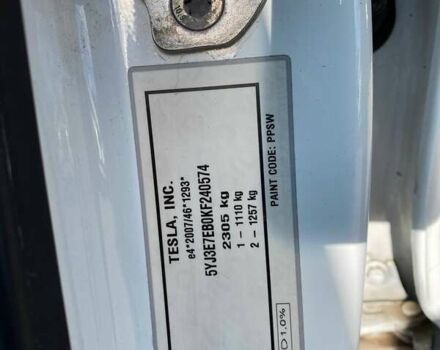 TESLA, INC.
e4*2007/46*1293*
5YJ3E7EB0KF240574
2305 kg
1 - 1110 kg
2 - 1257 kg
PAINT CODE: PPSW
1,0%